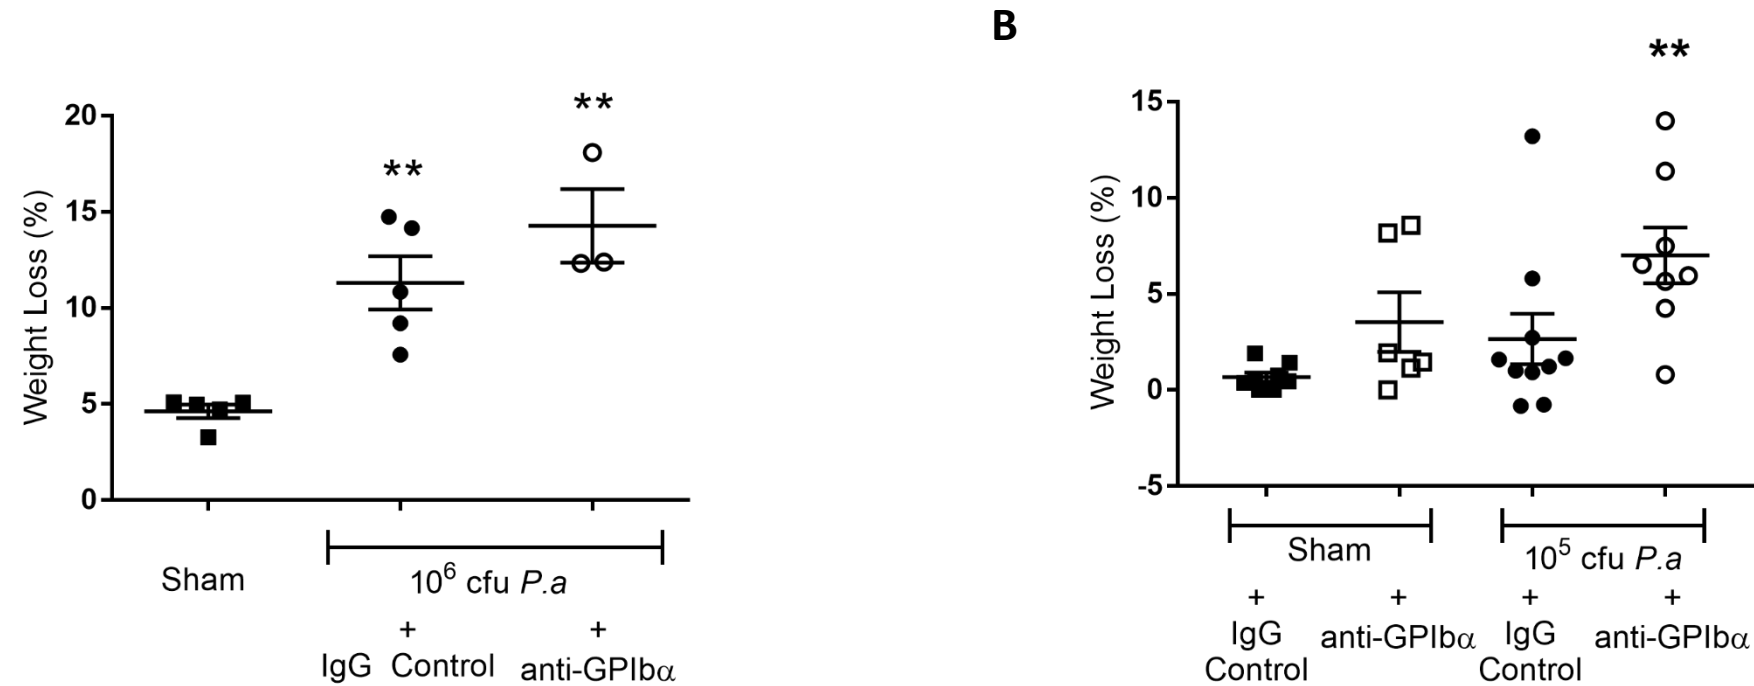 B
**
**
**
20
15
10
5
0
Weight Loss (%)
Sham
10⁶ cfu P.a
+
+
IgG Control
anti-GPIbα
15
10
5
0
-5
Weight Loss (%)
Sham
10⁵ cfu P.a
+
+
+
+
IgG
Control
anti-GPIbα
IgG
Control
anti-GPIbα